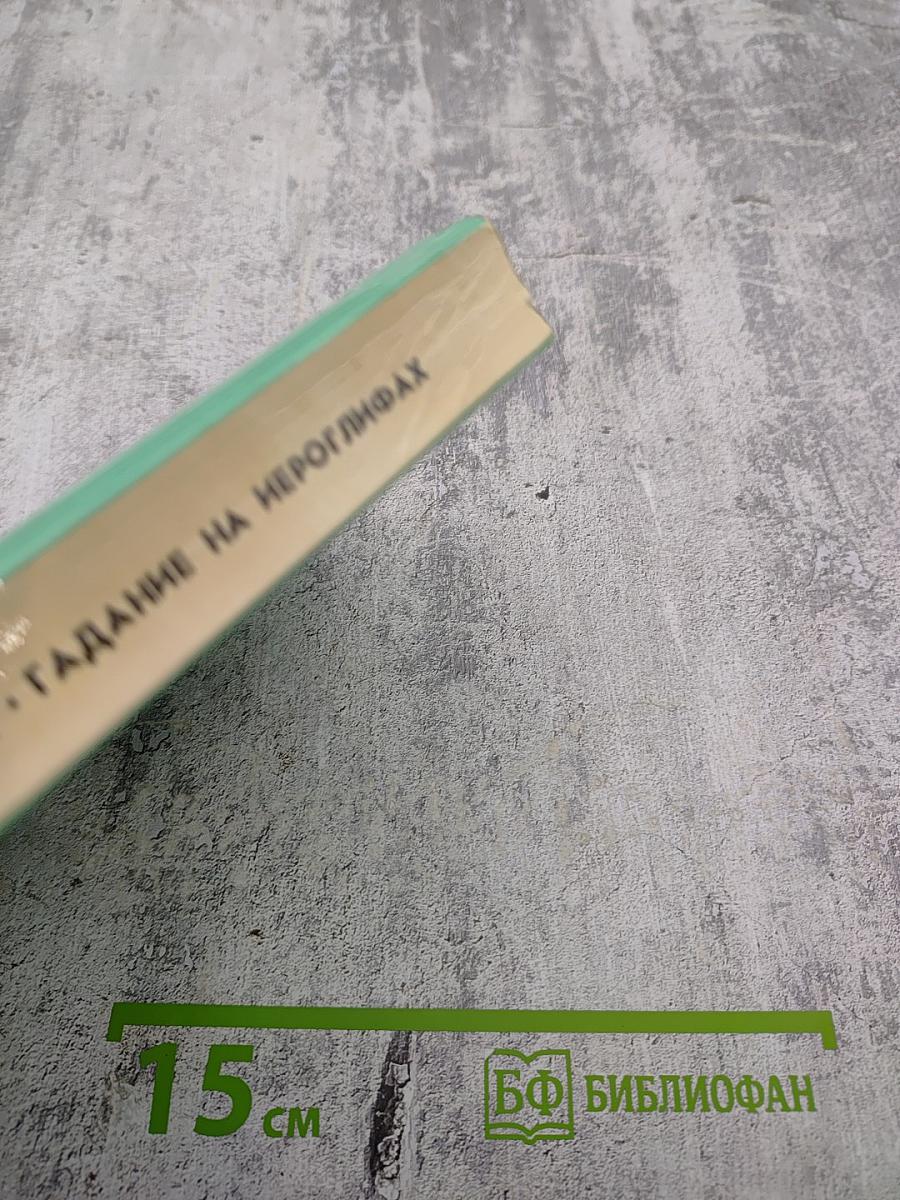 · ГАДАНИЕ НА ИЕРОГЛИФАХ
15 см
БФ БИБЛИОФАН